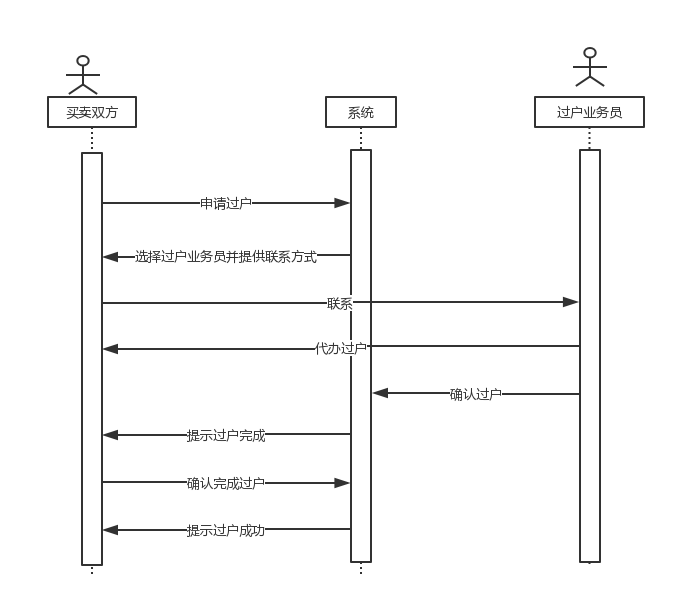 买卖双方
系统
过户业务员
申请过户
选择过户业务员并提供联系方式
联系
代办过户
确认过户
提示过户完成
确认完成过户
提示过户成功